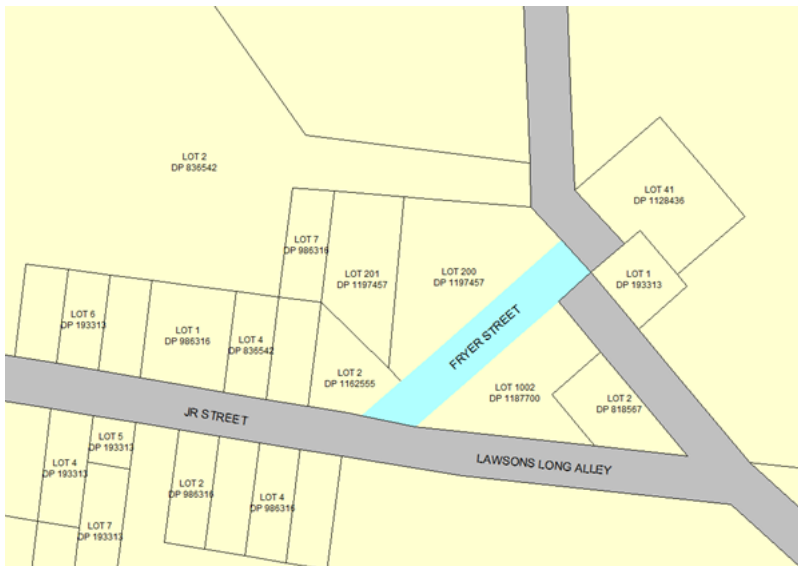 LOT 2
DP 836542
LOT 41
DP 1128436
LOT 7
DP 986316
LOT 201
DP 1197457
LOT 200
DP 1197457
LOT 1
DP 193313
LOT 6
DP 193313
LOT 1
DP 986316
LOT 4
DP 836542
FRYER STREET
LOT 2
DP 1162555
LOT 1002
DP 1187700
LOT 2
DP 818567
JR STREET
LAWSONS LONG ALLEY
LOT 5
DP 193313
LOT 4
DP 193313
LOT 2
DP 986316
LOT 4
DP 986316
LOT 7
DP 193313